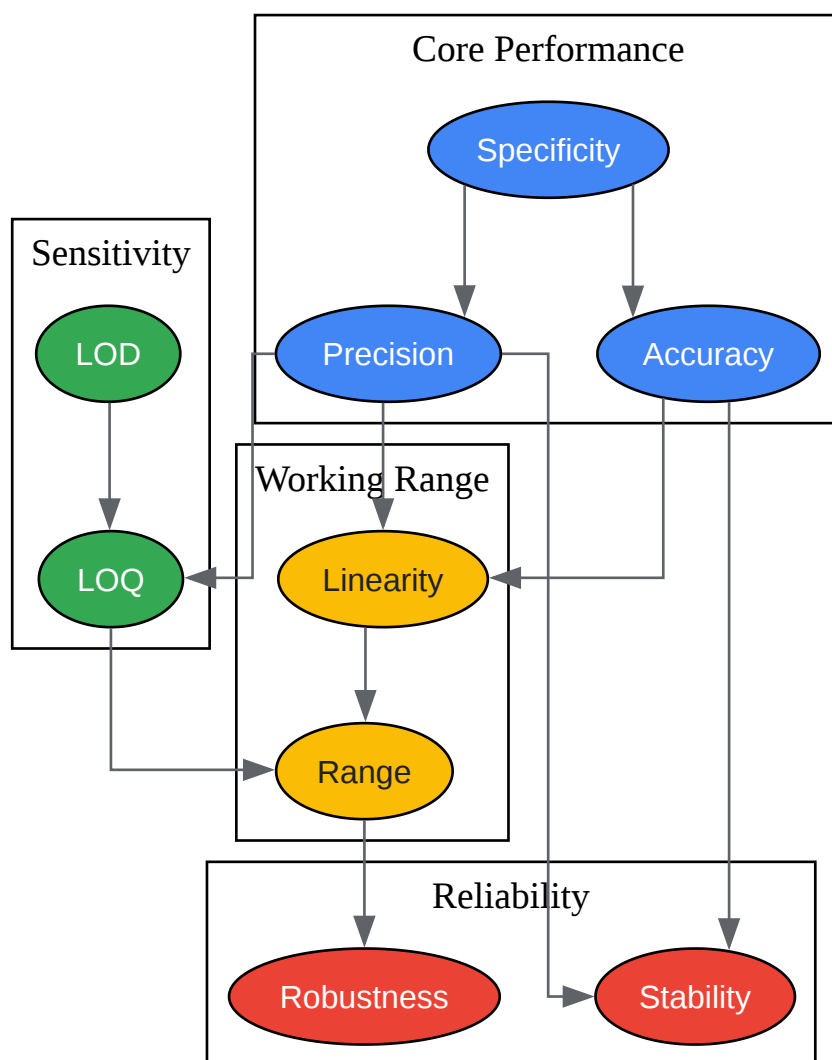 Core Performance
Specificity
Sensitivity
LOD
Precision
Accuracy
Working Range
LOQ
Linearity
Range
Reliability
Robustness
Stability